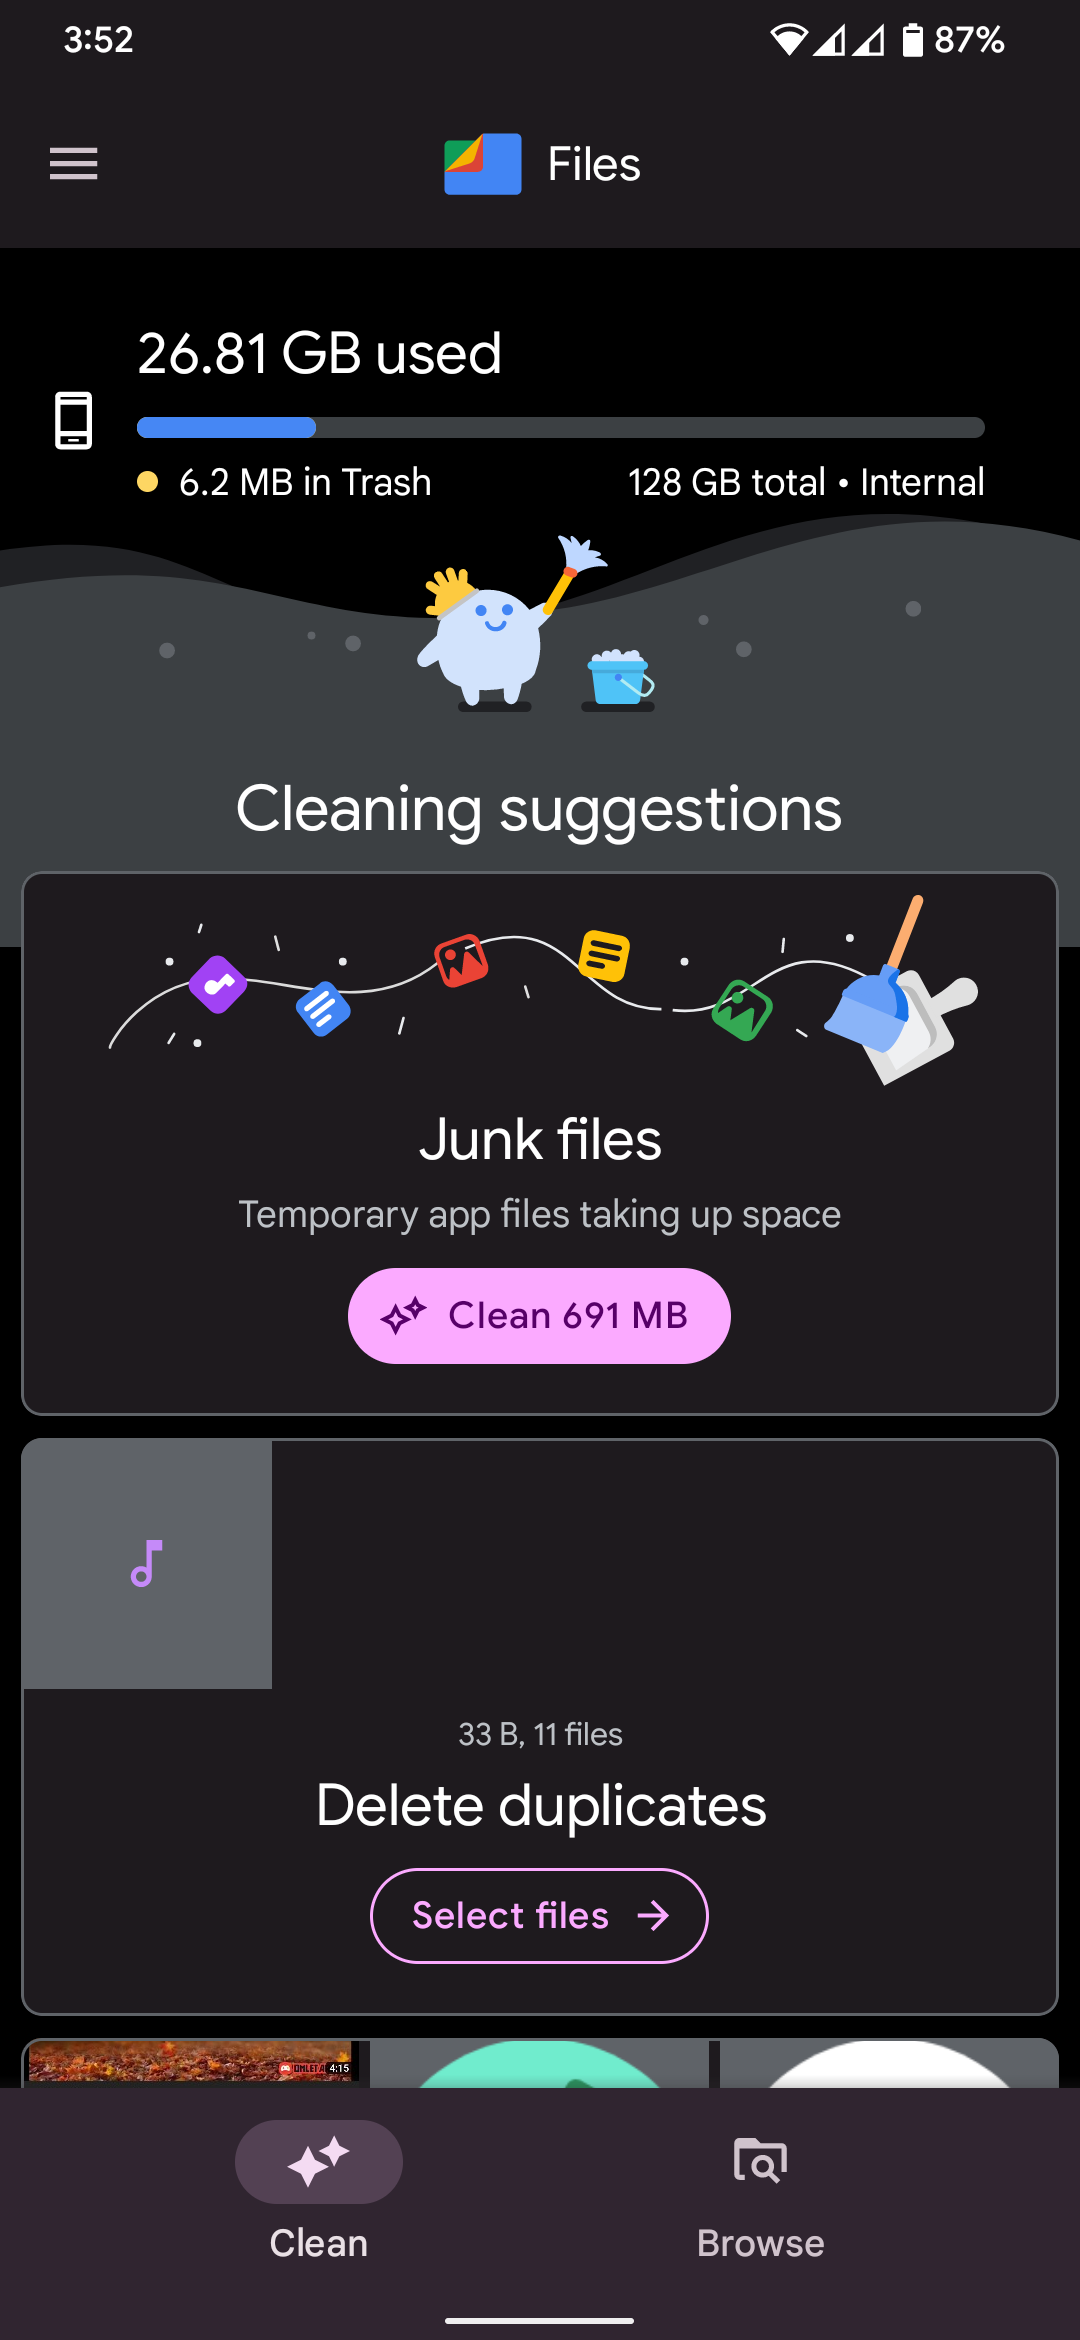 3:52
87%
Files
26.81 GB used
6.2 MB in Trash
128 GB total • Internal
Cleaning suggestions
Junk files
Temporary app files taking up space
Clean 691 MB
33 B, 11 files
Delete duplicates
Select files
4:15
Clean
Browse